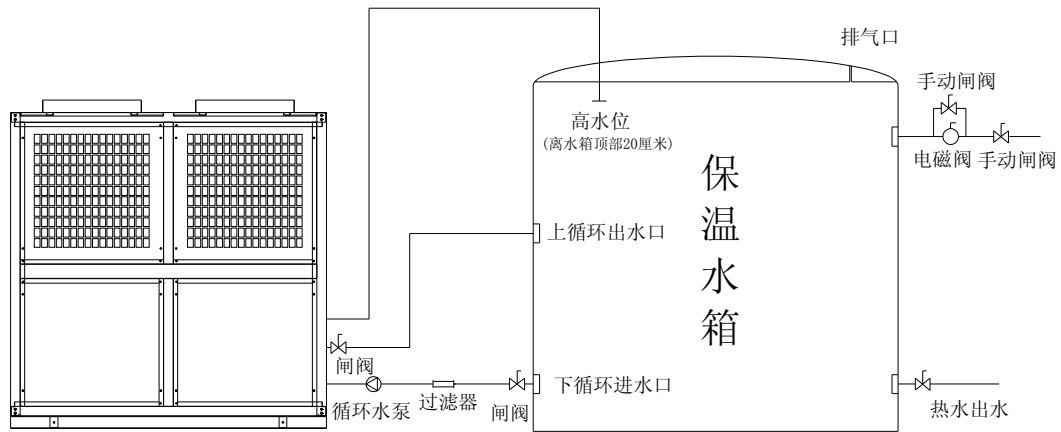 排气口
手动闸阀
高水位
(离水箱顶部20厘米)
电磁阀
手动闸阀
保温水箱
上循环出水口
闸阀
下循环进水口
循环水泵
过滤器
闸阀
热水出水